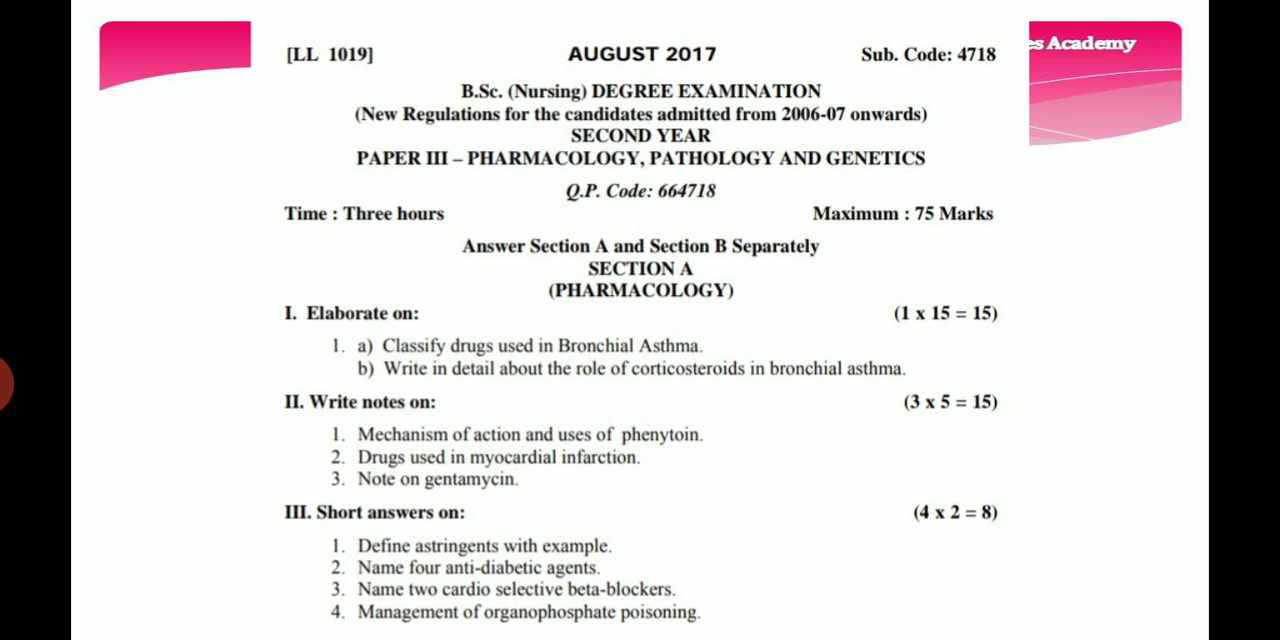 [LL 1019] AUGUST 2017 Sub. Code: 4718
es Academy
B.Sc. (Nursing) DEGREE EXAMINATION
(New Regulations for the candidates admitted from 2006-07 onwards)
SECOND YEAR
PAPER III – PHARMACOLOGY, PATHOLOGY AND GENETICS
Q.P. Code: 664718
Time : Three hours Maximum : 75 Marks
Answer Section A and Section B Separately
SECTION A
(PHARMACOLOGY)
I. Elaborate on: (1 x 15 = 15)
1. a) Classify drugs used in Bronchial Asthma.
b) Write in detail about the role of corticosteroids in bronchial asthma.
II. Write notes on: (3 x 5 = 15)
1. Mechanism of action and uses of phenytoin.
2. Drugs used in myocardial infarction.
3. Note on gentamycin.
III. Short answers on: (4 x 2 = 8)
1. Define astringents with example.
2. Name four anti-diabetic agents.
3. Name two cardio selective beta-blockers.
4. Management of organophosphate poisoning.